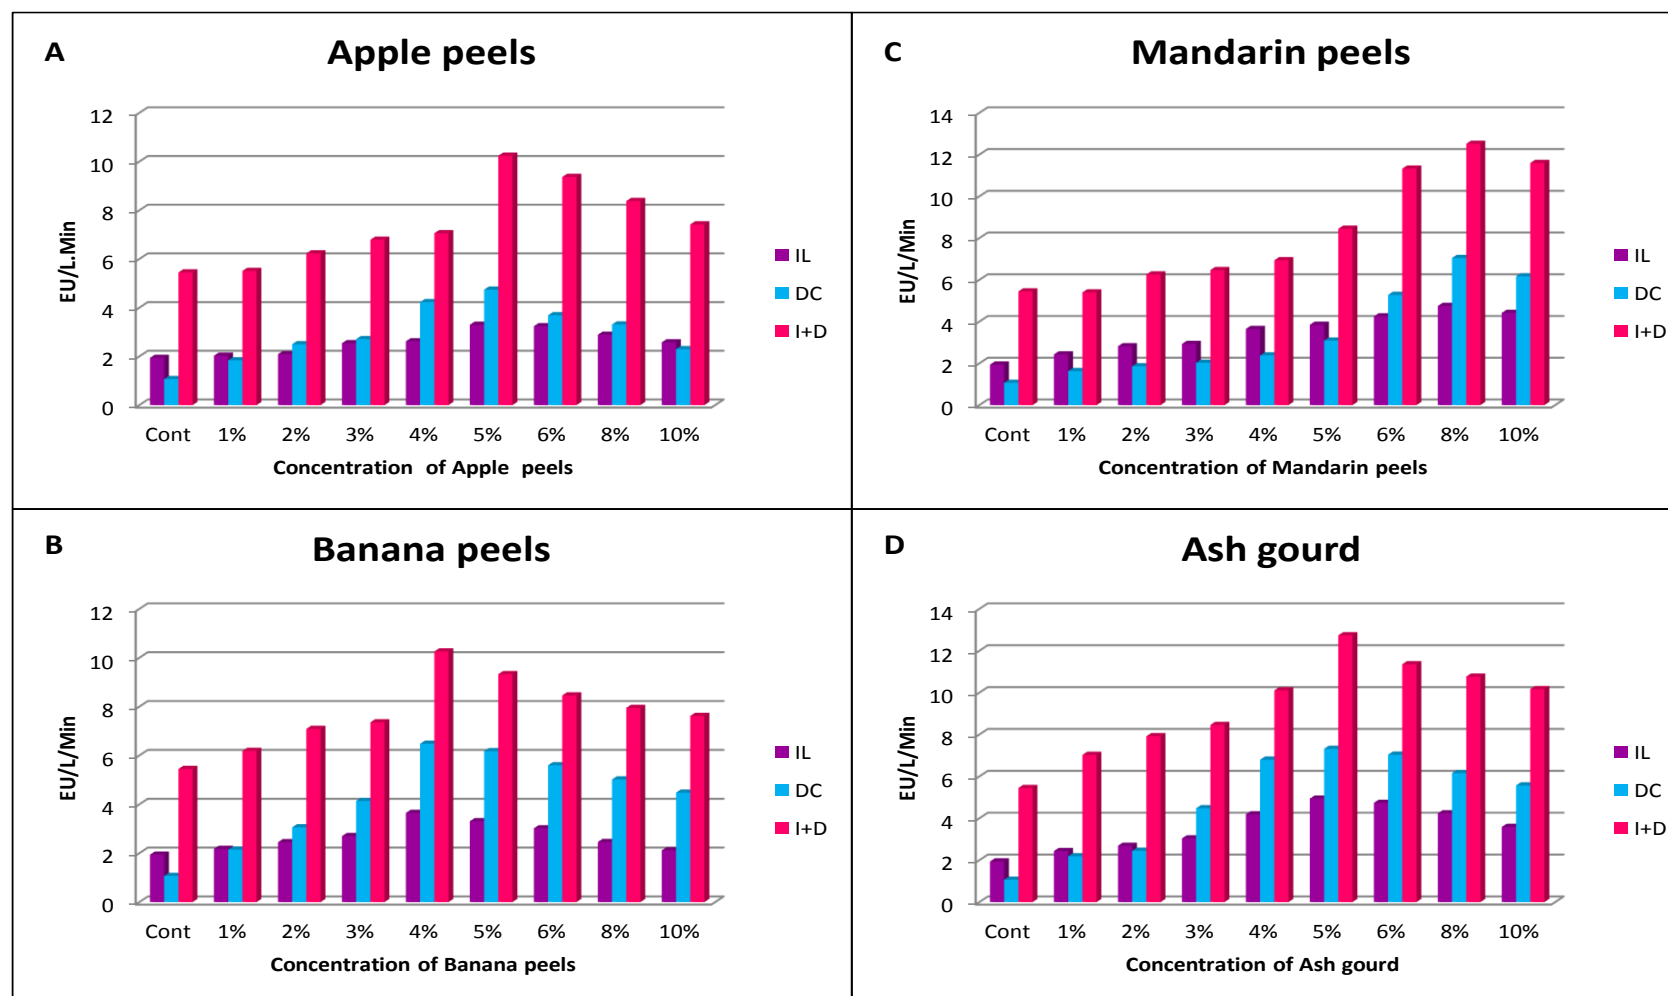 A
Apple peels
12
10
8
6
4
2
0
EU/L.Min
Cont 1% 2% 3% 4% 5% 6% 8% 10%
Concentration of Apple peels
IL
DC
I+D
C
Mandarin peels
14
12
10
8
6
4
2
0
EU/L/Min
Cont 1% 2% 3% 4% 5% 6% 8% 10%
Concentration of Mandarin peels
IL
DC
I+D
B
Banana peels
12
10
8
6
4
2
0
EU/L/Min
Cont 1% 2% 3% 4% 5% 6% 8% 10%
Concentration of Banana peels
IL
DC
I+D
D
Ash gourd
14
12
10
8
6
4
2
0
EU/L/Min
Cont 1% 2% 3% 4% 5% 6% 8% 10%
Concentration of Ash gourd
IL
DC
I+D